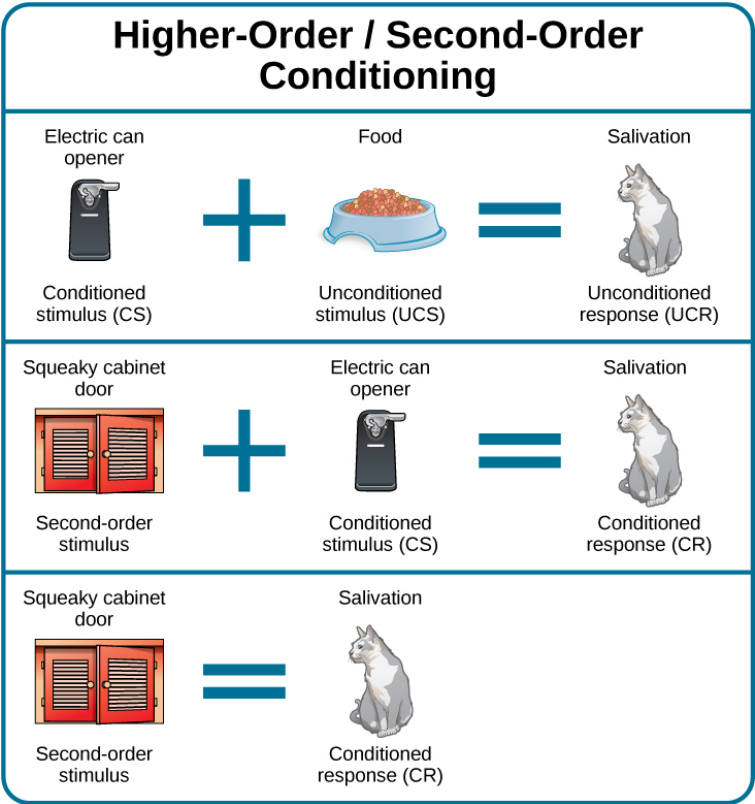 Higher-Order / Second-Order
Conditioning
Electric can
opener
Food
Salivation
Conditioned
stimulus (CS)
Unconditioned
stimulus (UCS)
Unconditioned
response (UCR)
Squeaky cabinet
door
Electric can
opener
Salivation
Second-order
stimulus
Conditioned
stimulus (CS)
Conditioned
response (CR)
Squeaky cabinet
door
Salivation
Second-order
stimulus
Conditioned
response (CR)